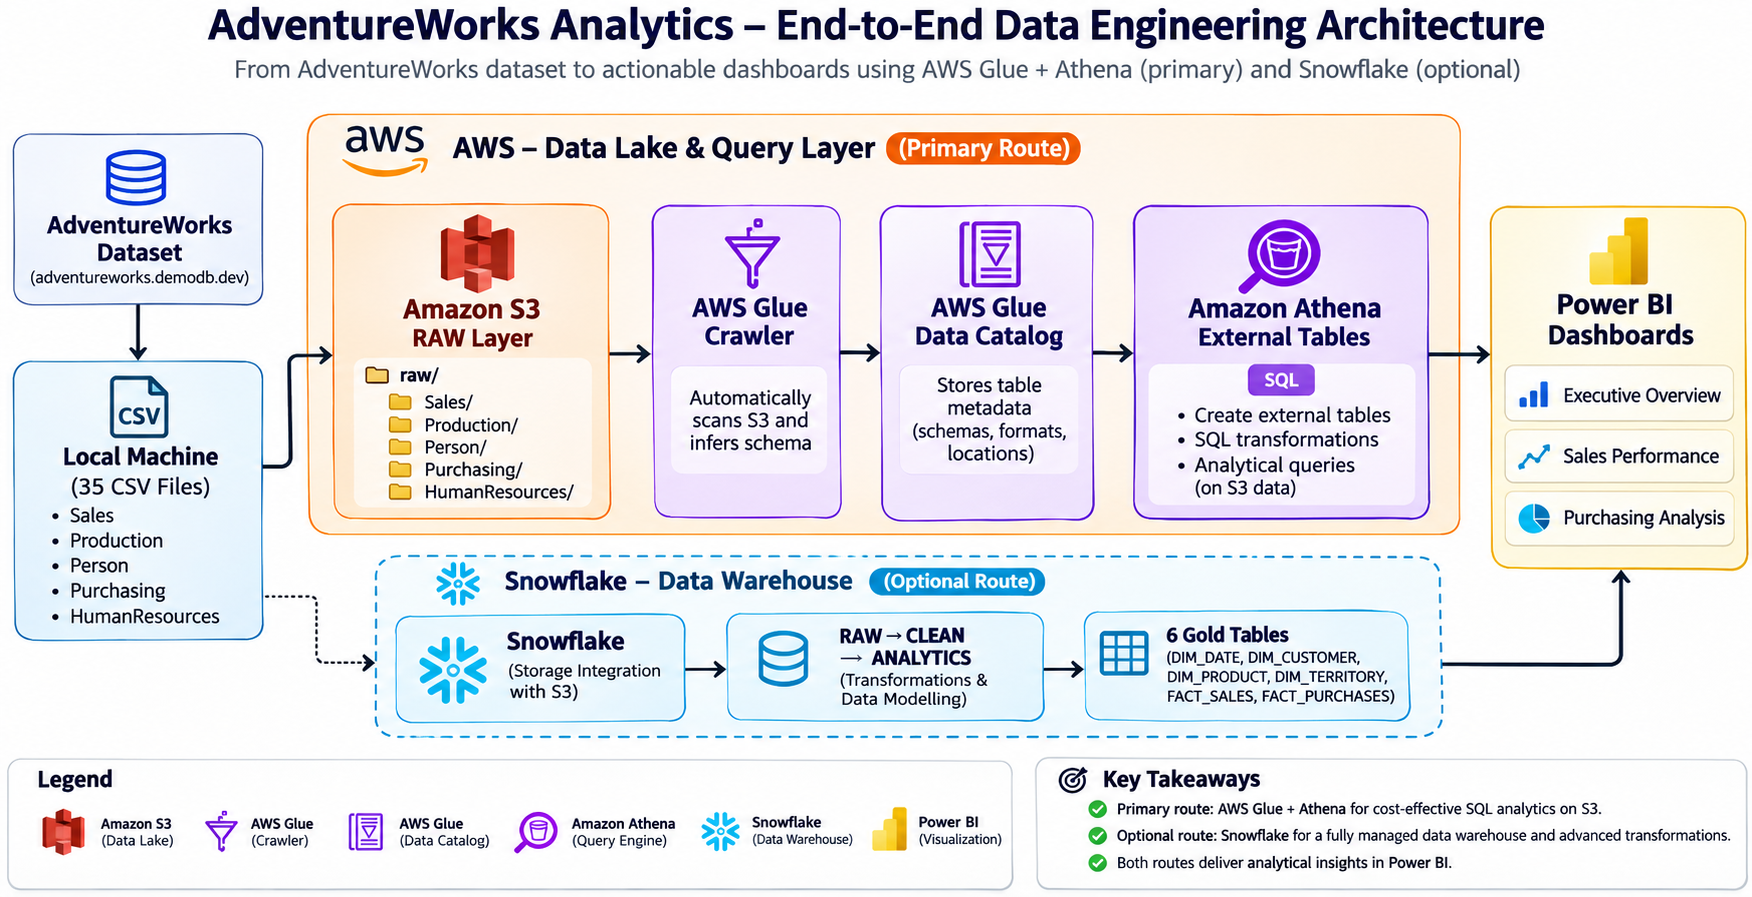 AdventureWorks Analytics – End-to-End Data Engineering Architecture
From AdventureWorks dataset to actionable dashboards using AWS Glue + Athena (primary) and Snowflake (optional)
AdventureWorks
Dataset
(adventureworks.demodb.dev)
CSV
Local Machine
(35 CSV Files)
• Sales
• Production
• Person
• Purchasing
• HumanResources
aws
AWS – Data Lake & Query Layer (Primary Route)
Amazon S3
RAW Layer
raw/
Sales/
Production/
Person/
Purchasing/
HumanResources/
AWS Glue
Crawler
Automatically
scans S3 and
infers schema
AWS Glue
Data Catalog
Stores table
metadata
(schemas, formats,
locations)
Amazon Athena
External Tables
SQL
• Create external tables
• SQL transformations
• Analytical queries
(on S3 data)
Power BI
Dashboards
Executive Overview
Sales Performance
Purchasing Analysis
Snowflake – Data Warehouse (Optional Route)
Snowflake
(Storage Integration
with S3)
RAW → CLEAN
→ ANALYTICS
(Transformations &
Data Modelling)
6 Gold Tables
(DIM_DATE, DIM_CUSTOMER,
DIM_PRODUCT, DIM_TERRITORY,
FACT_SALES, FACT_PURCHASES)
Legend
Amazon S3
(Data Lake)
AWS Glue
(Crawler)
AWS Glue
(Data Catalog)
Amazon Athena
(Query Engine)
Snowflake
(Data Warehouse)
Power BI
(Visualization)
Key Takeaways
Primary route: AWS Glue + Athena for cost-effective SQL analytics on S3.
Optional route: Snowflake for a fully managed data warehouse and advanced transformations.
Both routes deliver analytical insights in Power BI.